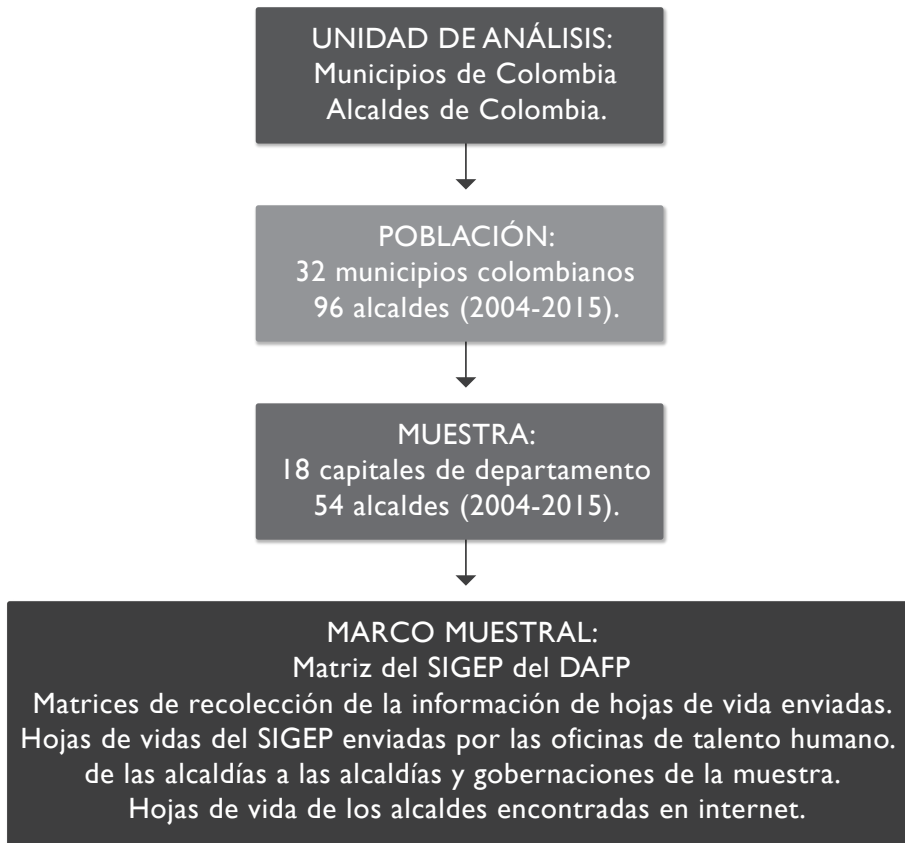 UNIDAD DE ANÁLISIS:
Municipios de Colombia
Alcaldes de Colombia.
POBLACIÓN:
32 municipios colombianos
96 alcaldes (2004-2015).
MUESTRA:
18 capitales de departamento
54 alcaldes (2004-2015).
MARCO MUESTRAL:
Matriz del SIGEP del DAFP
Matrices de recolección de la información de hojas de vida enviadas.
Hojas de vidas del SIGEP enviadas por las oficinas de talento humano.
de las alcaldías a las alcaldías y gobernaciones de la muestra.
Hojas de vida de los alcaldes encontradas en internet.